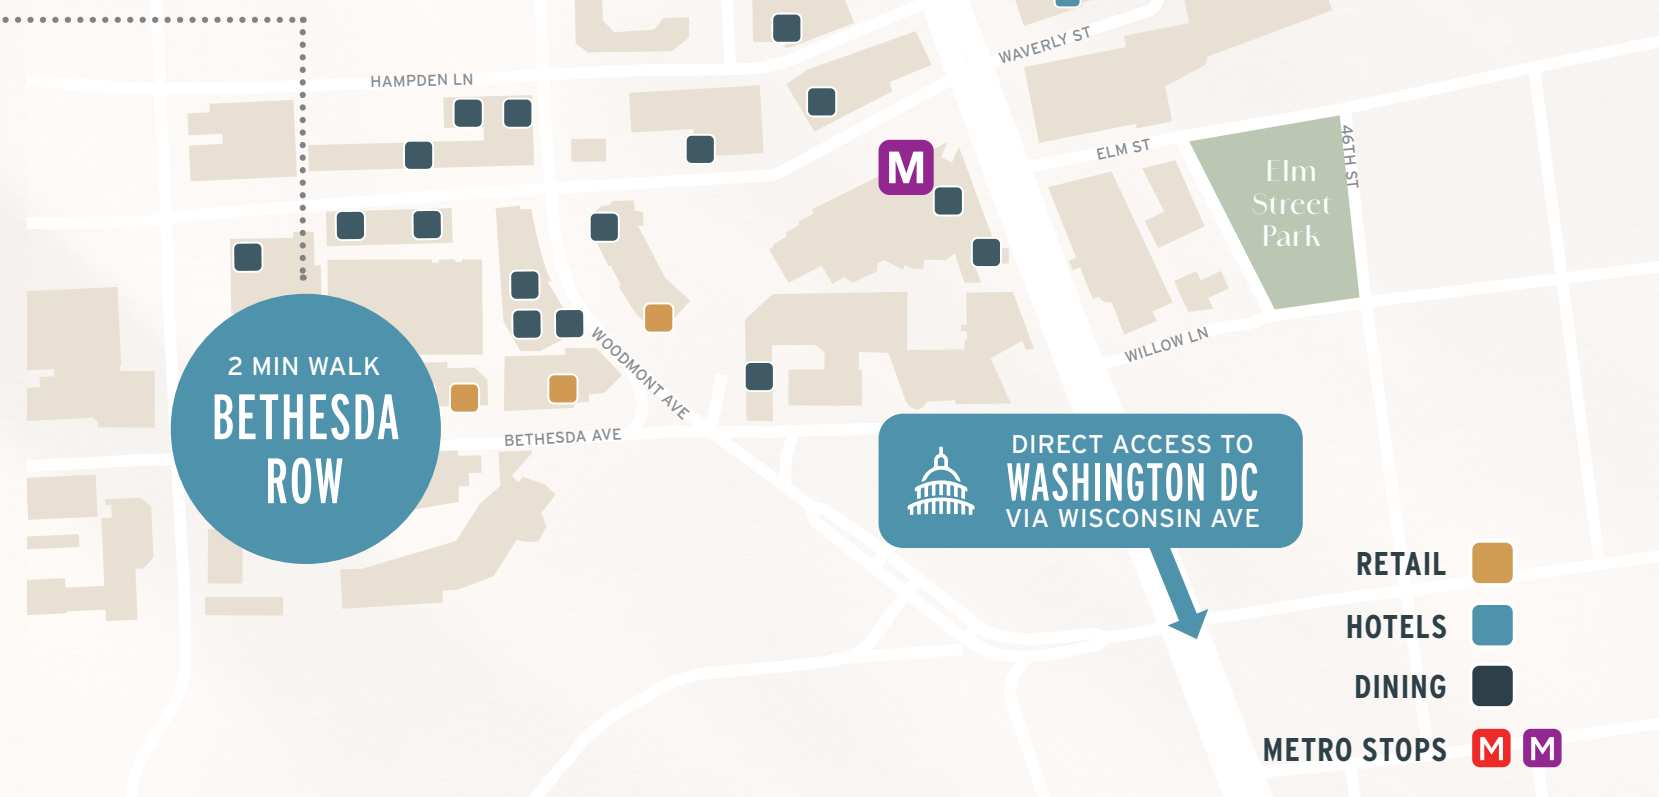 WAVERLY ST
HAMPDEN LN
M
ELM ST
46TH ST
Elm
Street
Park
WOODMONT AVE
WILLOW LN
2 MIN WALK
BETHESDA
ROW
BETHESDA AVE
DIRECT ACCESS TO
WASHINGTON DC
VIA WISCONSIN AVE
RETAIL
HOTELS
DINING
METRO STOPS M M